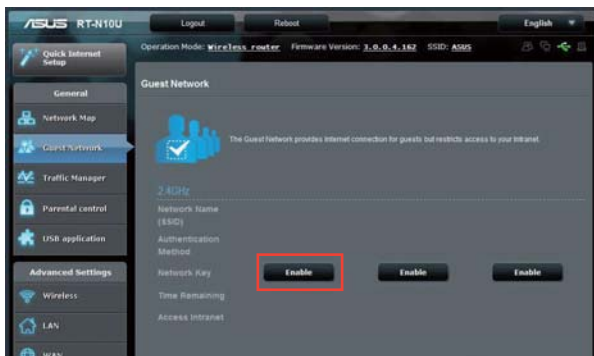 ASUS RT-N10U
Logout
Reboot
English
Quick Internet
Setup
Operation Mode: Wireless router Firmware Version: 3.0.0.4.162 SSID: ASUS
General
Network Map
Guest Network
Traffic Manager
Parental control
USB application
Advanced Settings
Wireless
LAN
WAN
Guest Network
The Guest Network provides Internet connection for guests but restricts access to your Intranet.
2.4GHz
Network Name
(SSID)
Authentication
Method
Network Key
Enable
Enable
Enable
Time Remaining
Access Intranet